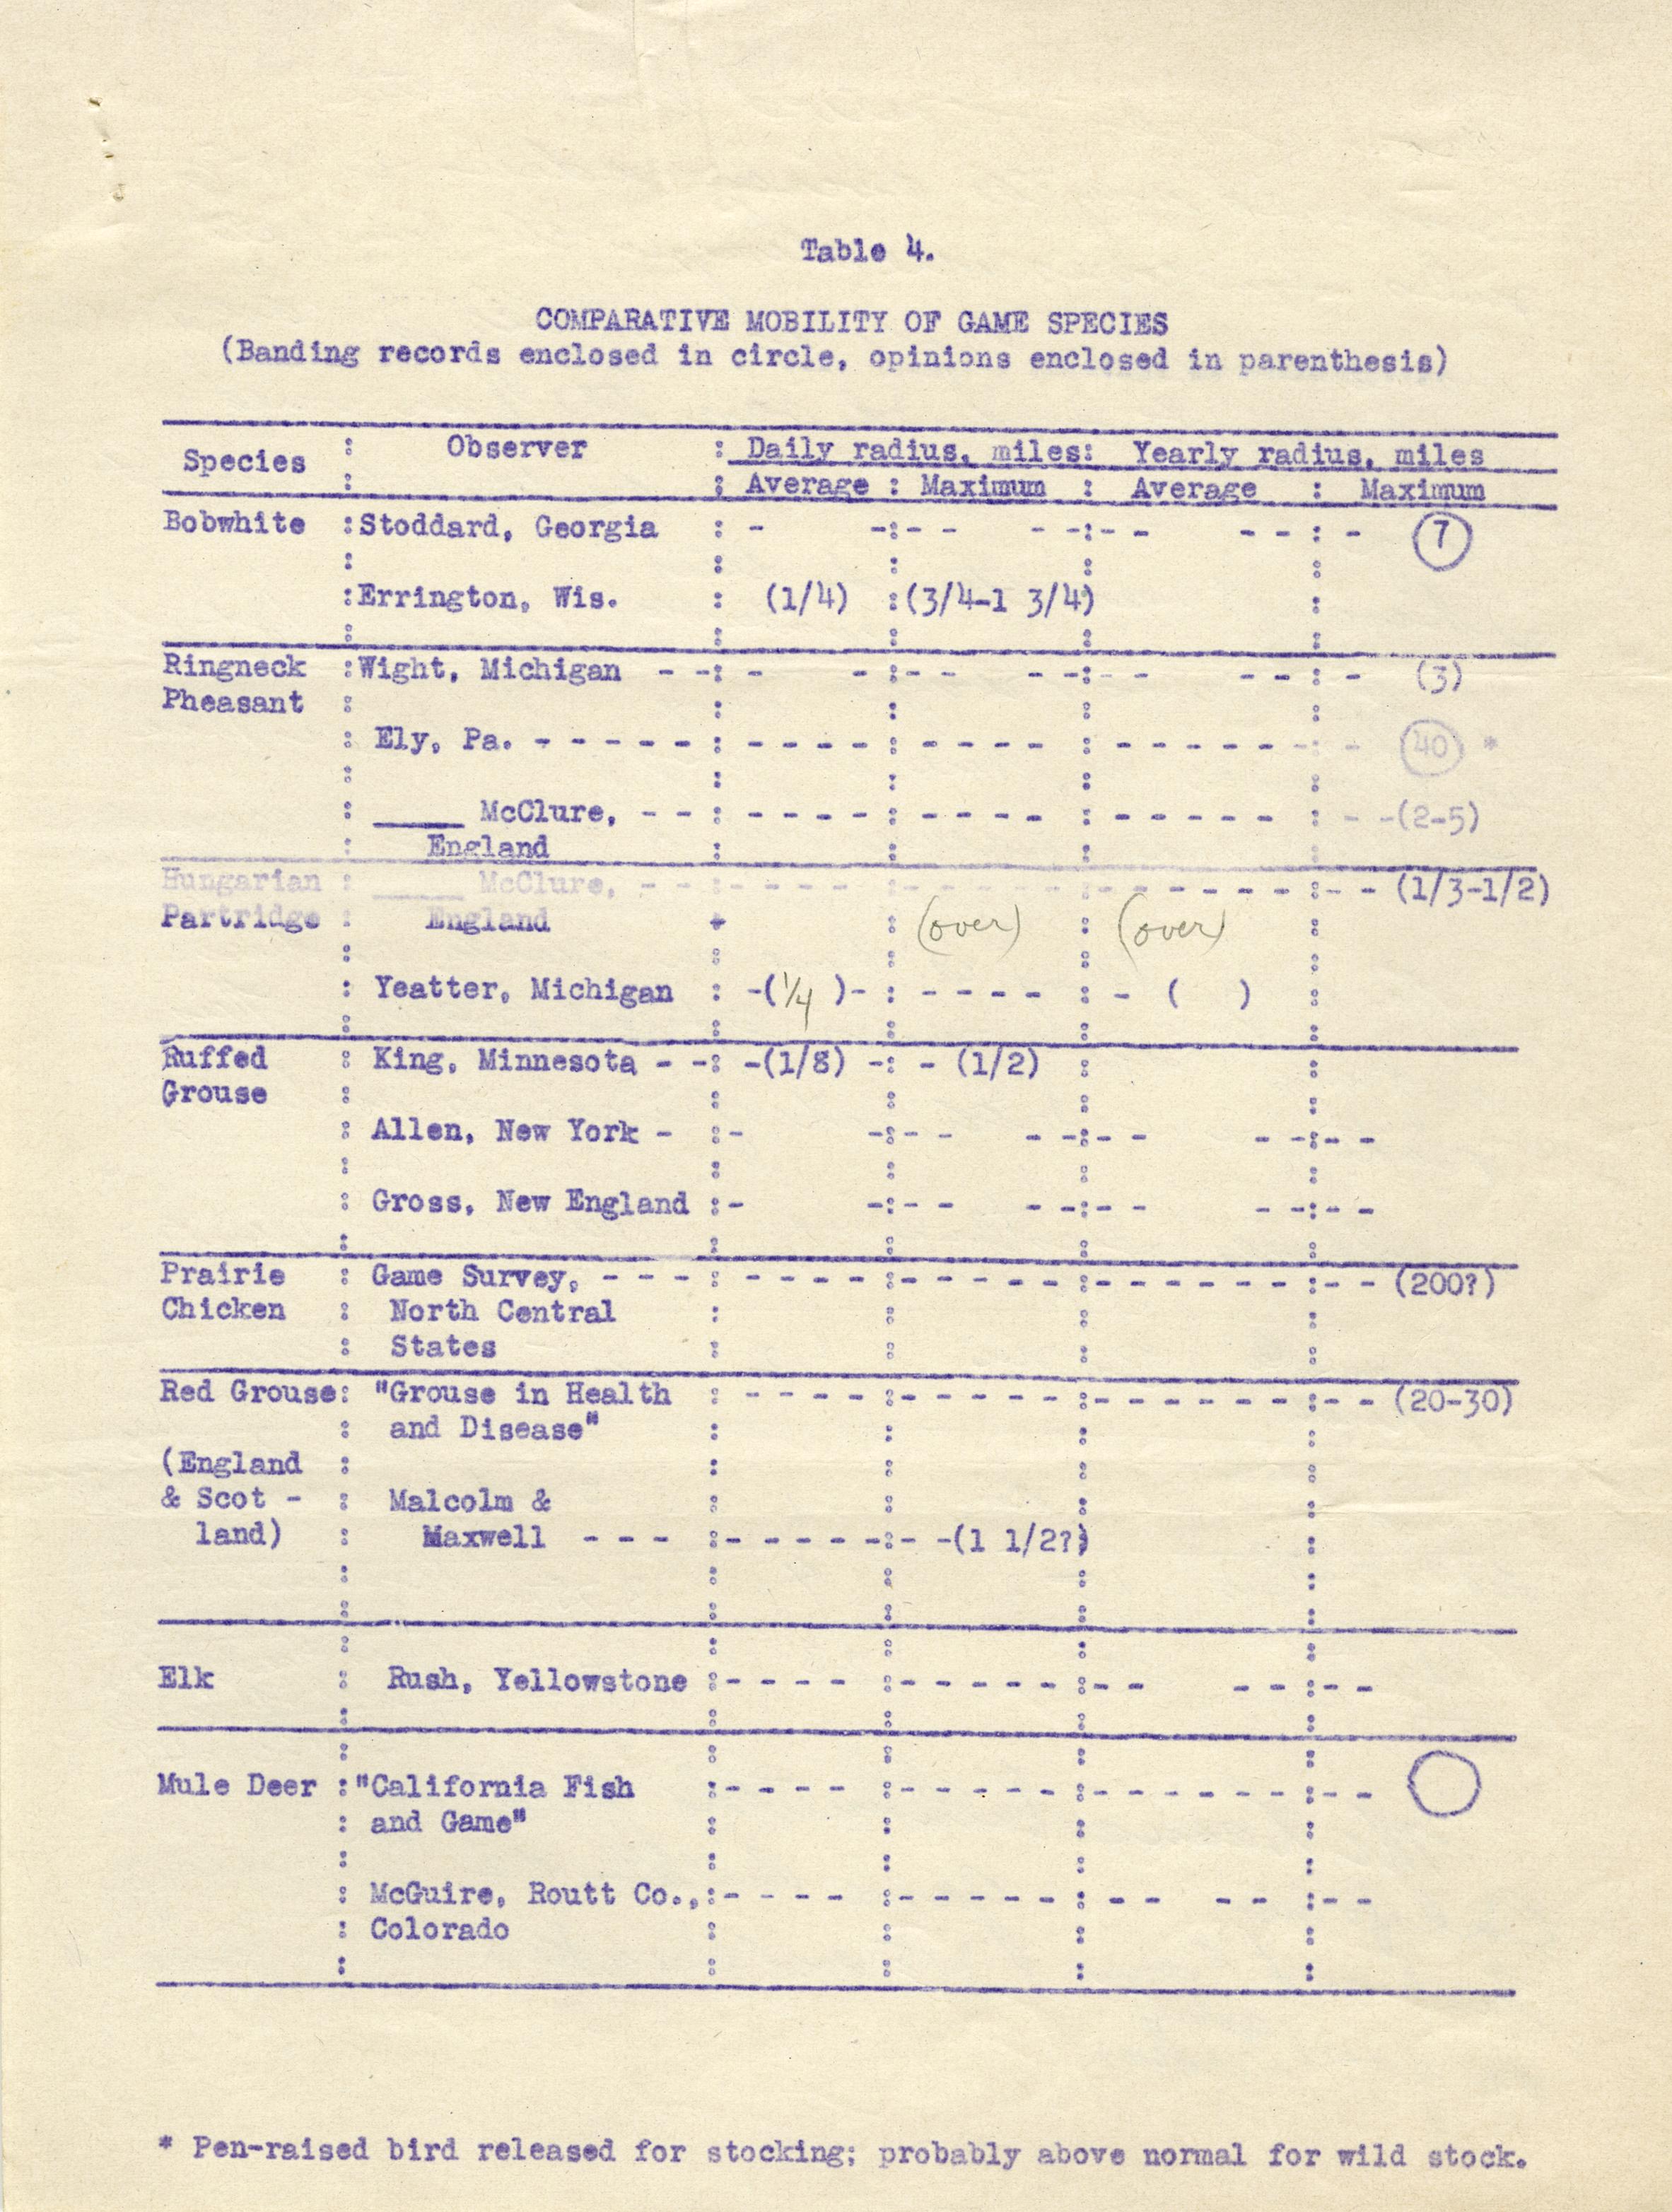 Table 4.
COMPARATIVE MOBILITY OF GAME SPECIES
(Banding records enclosed in circle, opinions enclosed in parenthesis)
Species : Observer : Daily radius, miles: Yearly radius, miles
: : Average : Maximum : Average : Maximum
Bobwhite :Stoddard, Georgia : - -:- - - -:- - - - : - 7
:Errington, Wis. : (1/4) :(3/4-1 3/4) :
Ringneck :Wight, Michigan - -: - -:- - - -:- - - - : - (3)
Pheasant :
: Ely, Pa. - - - - - : - - - - : - - - - : - - - - - - : - 40 *
: ____ McClure, - - : - - - - : - - - - : - - - - - : - -(2-5)
: England : : : :
Hungarian : ____ McClure, - - : - - - - :- - - - - :- - - - - - :- - (1/3-1/2)
Partridge : England : : (over) : (over) :
: Yeatter, Michigan : -(1/4 )- : - - - - : - ( ) :
Ruffed : King, Minnesota - -: -(1/8) -: - (1/2) : :
Grouse :
: Allen, New York - :- -:- - - -:- - - -:- -
: Gross, New England :- -:- - - -:- - - -:- -
Prairie : Game Survey, - - - : - - - - :- - - - - :- - - - - - :- - (200?)
Chicken : North Central : : : :
: States : : : :
Red Grouse: "Grouse in Health : - - - - :- - - - - :- - - - - - :- - (20-30)
: and Disease" : : : :
(England : : : : :
& Scot - : Malcolm & : : : :
land) : Maxwell - - - :- - - - -:- -(1 1/2?) :
Elk : Rush, Yellowstone :- - - - :- - - - - :- - - - :- -
Mule Deer :"California Fish :- - - - :- - - - - :- - - - - - :- -
: and Game" : : : :
: McGuire, Routt Co.,:- - - - :- - - - - : - - - - :- -
: Colorado : : : :
* Pen-raised bird released for stocking; probably above normal for wild stock.